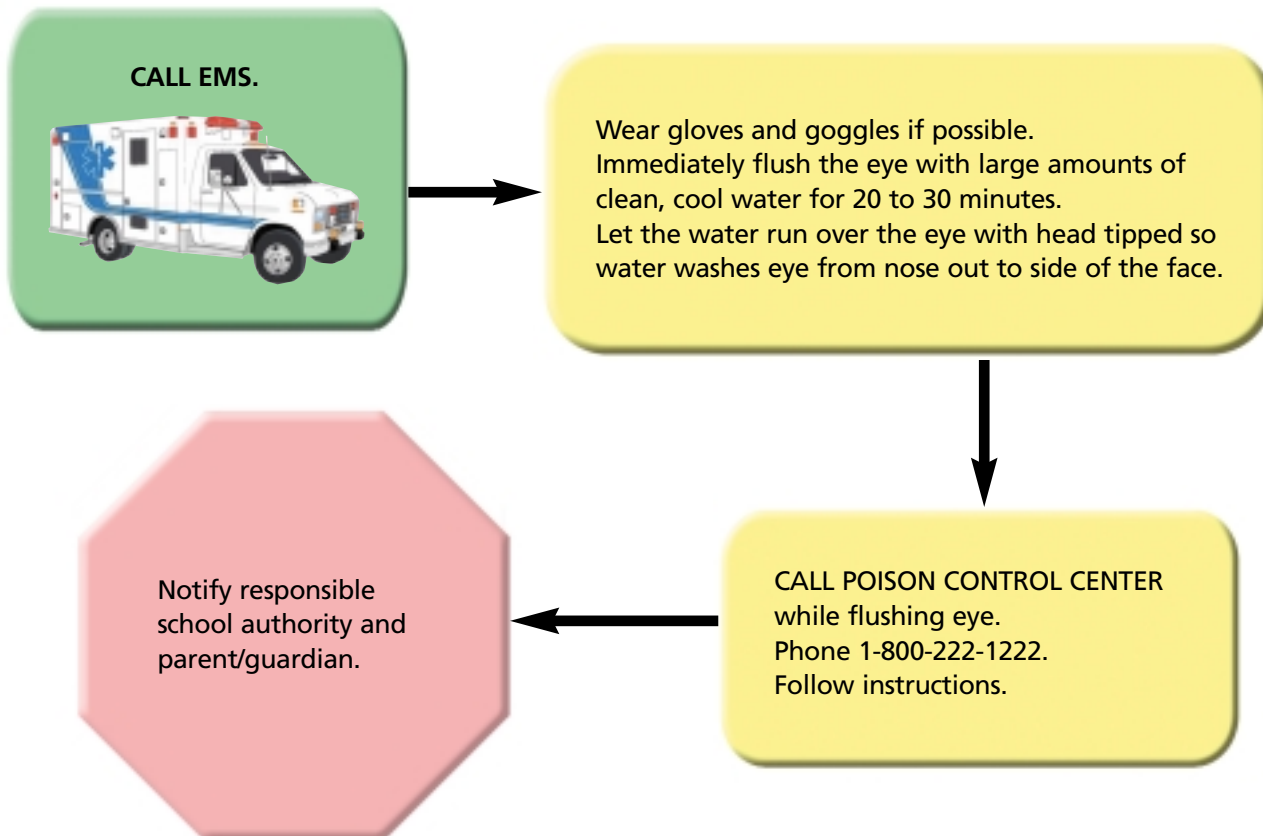 CALL EMS.
Wear gloves and goggles if possible.
Immediately flush the eye with large amounts of
clean, cool water for 20 to 30 minutes.
Let the water run over the eye with head tipped so
water washes eye from nose out to side of the face.
CALL POISON CONTROL CENTER
while flushing eye.
Phone 1-800-222-1222.
Follow instructions.
Notify responsible
school authority and
parent/guardian.